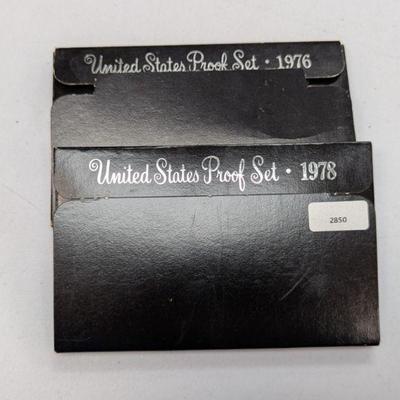 United States Proof Set · 1976
United States Proof Set · 1978
2850